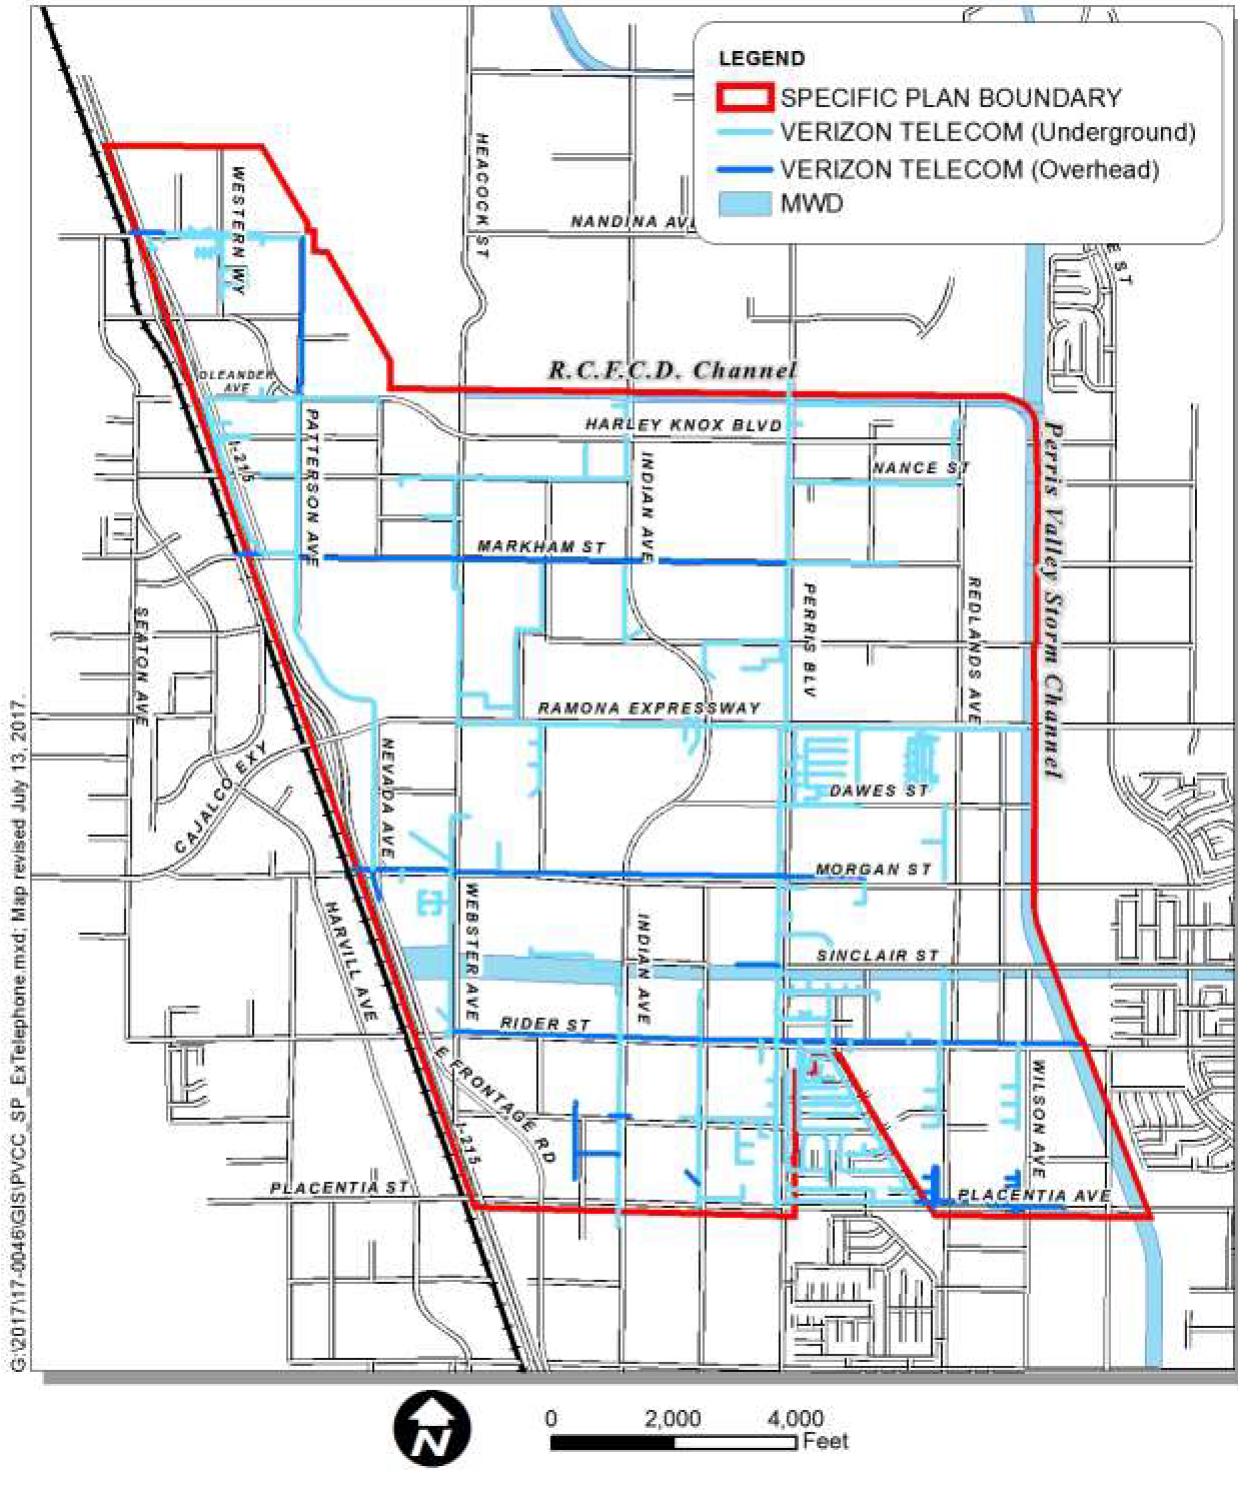 LEGEND
SPECIFIC PLAN BOUNDARY
VERIZON TELECOM (Underground)
VERIZON TELECOM (Overhead)
MWD
HEACOCK ST
WESTERN WY
NANDINA AVE
E ST
R.C.F.C.D. Channel
OLEANDER
AVE
HARLEY KNOX BLVD
PATTERSON AVE
I-215
INDIAN AVE
NANCE ST
Perris Valley Storm Channel
MARKHAM ST
SEATON AVE
PERRIS BLV
REDLANDS AVE
RAMONA EXPRESSWAY
CAJALCO EXY
NEVADA AVE
DAWES ST
MORGAN ST
HARVILL AVE
WEBSTER AVE
INDIAN AVE
SINCLAIR ST
RIDER ST
E FRONTAGE RD
I-215
WILSON AVE
PLACENTIA ST
PLACENTIA AVE
G:\2017\17-0046\GIS\PVCC_SP_ExTelephone.mxd; Map revised July 13, 2017.
N
0 2,000 4,000
Feet